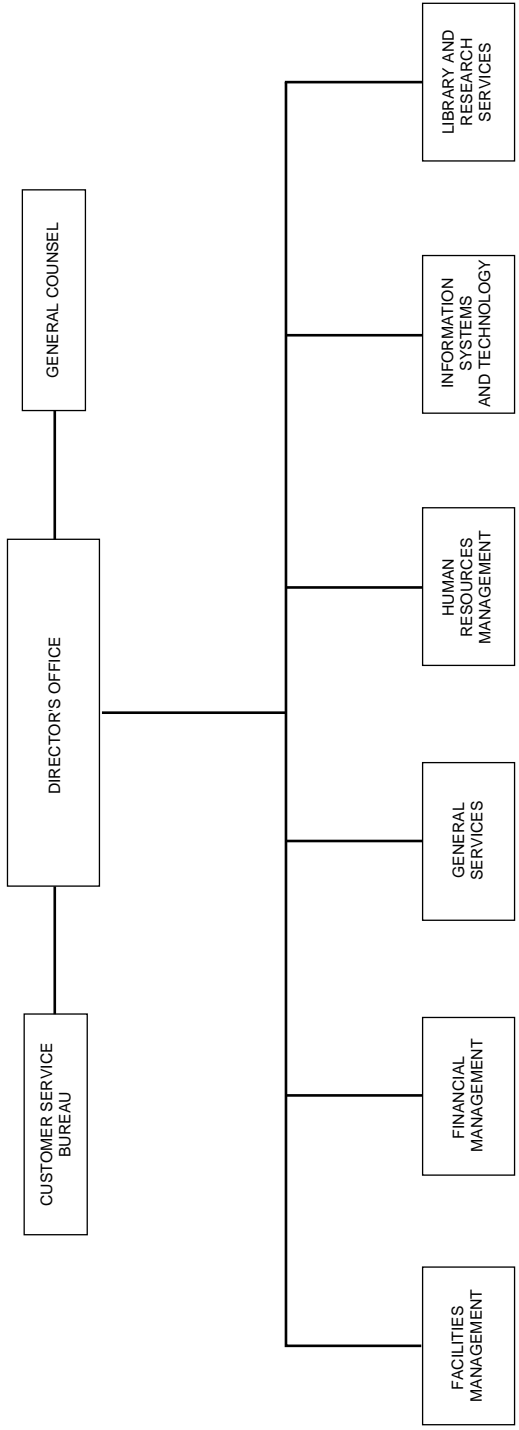 CUSTOMER SERVICE
BUREAU
DIRECTOR'S OFFICE
GENERAL COUNSEL
FACILITIES
MANAGEMENT
FINANCIAL
MANAGEMENT
GENERAL
SERVICES
HUMAN
RESOURCES
MANAGEMENT
INFORMATION
SYSTEMS
AND TECHNOLOGY
LIBRARY AND
RESEARCH
SERVICES